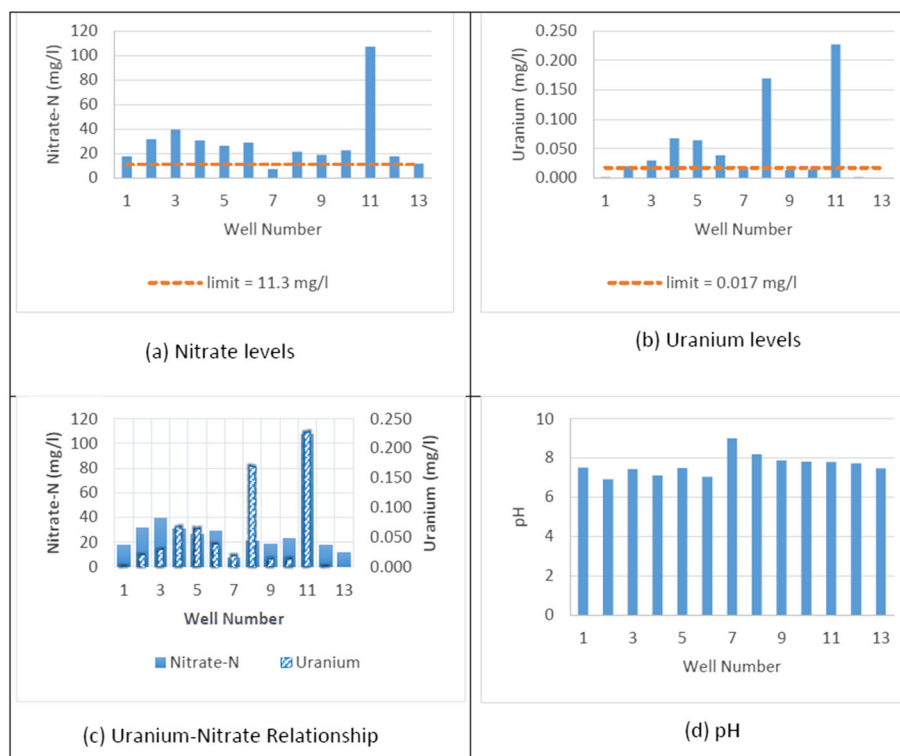 120
100
80
60
40
20
0
Nitrate-N (mg/l)
1 3 5 7 9 11 13
Well Number
limit = 11.3 mg/l
(a) Nitrate levels
0.250
0.200
0.150
0.100
0.050
0.000
Uranium (mg/l)
1 3 5 7 9 11 13
Well Number
limit = 0.017 mg/l
(b) Uranium levels
120
100
80
60
40
20
0
Nitrate-N (mg/l)
0.250
0.200
0.150
0.100
0.050
0.000
Uranium (mg/l)
1 3 5 7 9 11 13
Well Number
Nitrate-N Uranium
(c) Uranium-Nitrate Relationship
10
8
6
4
2
0
pH
1 3 5 7 9 11 13
Well Number
(d) pH